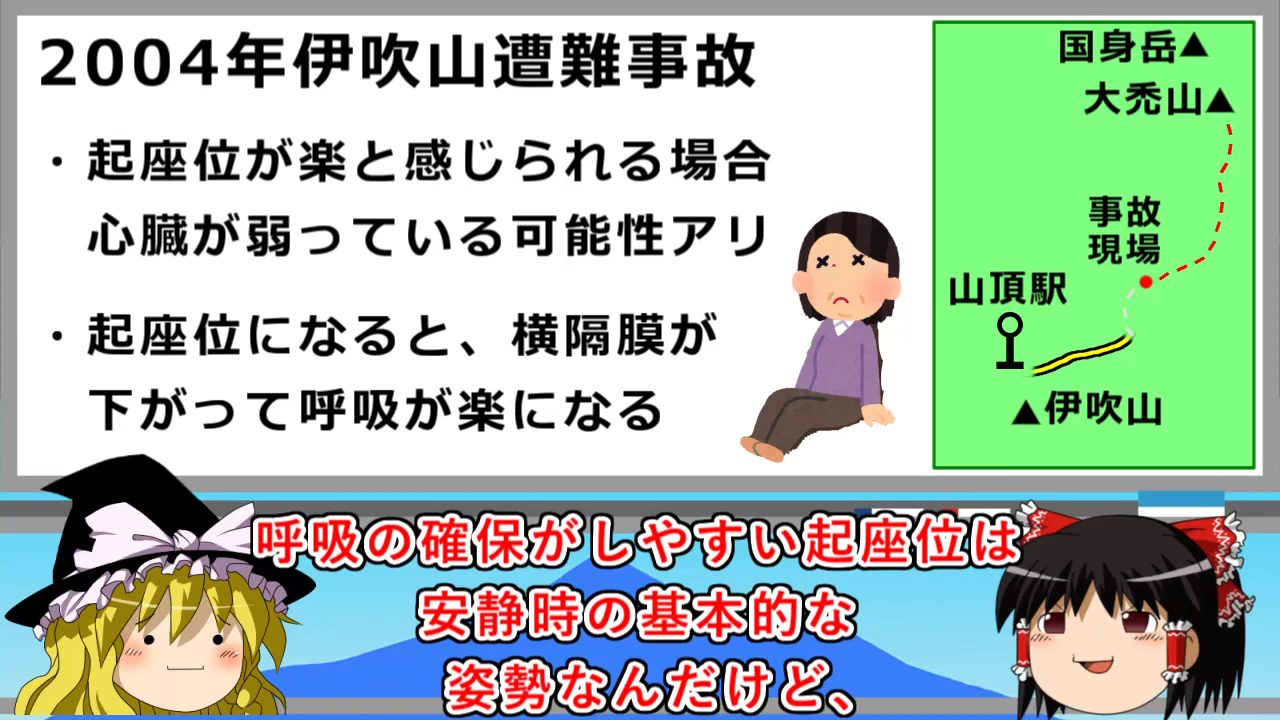 2004年伊吹山遭難事故
・起座位が楽と感じられる場合
心臓が弱っている可能性アリ
・起座位になると、横隔膜が
下がって呼吸が楽になる
国身岳▲
大禿山▲
事故
現場
山頂駅
▲伊吹山
呼吸の確保がしやすい起座位は
安静時の基本的な
姿勢なんだけど、